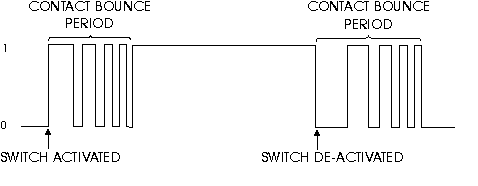 CONTACT BOUNCE
PERIOD
CONTACT BOUNCE
PERIOD
1
0
SWITCH ACTIVATED
SWITCH DE-ACTIVATED